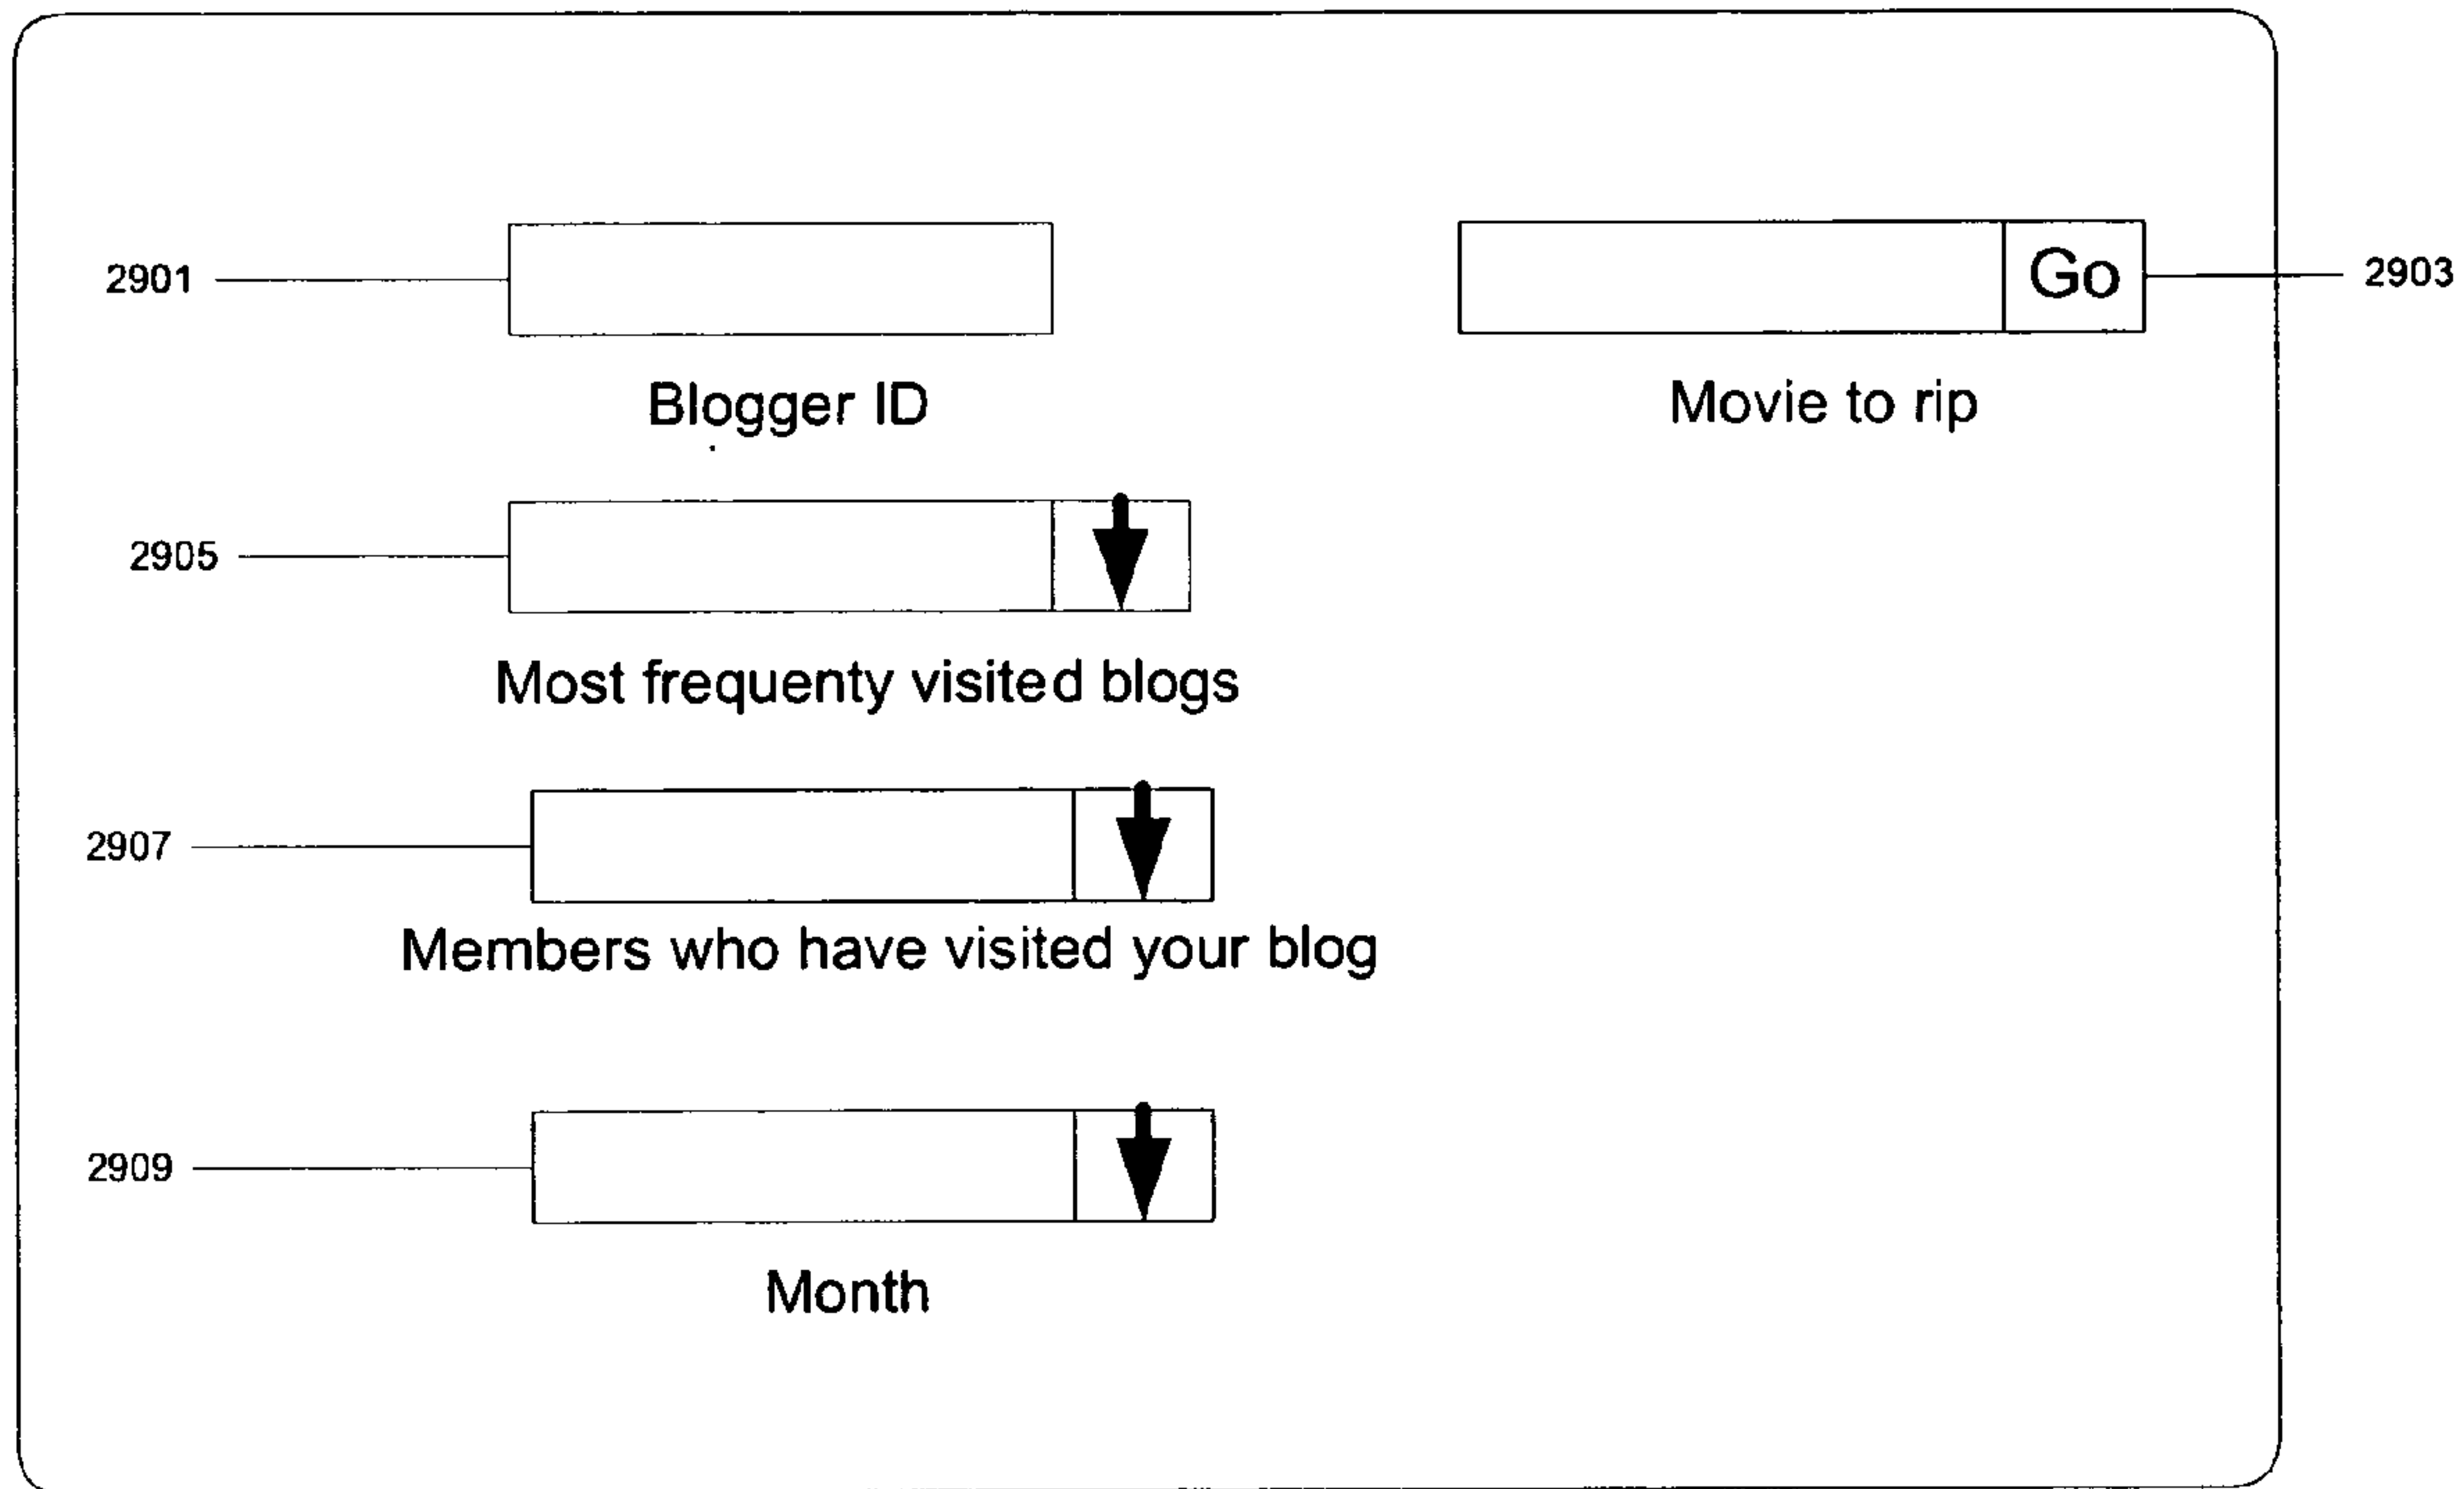 2901
Go
2903
Blogger ID
Movie to rip
2905
Most frequenty visited blogs
2907
Members who have visited your blog
2909
Month